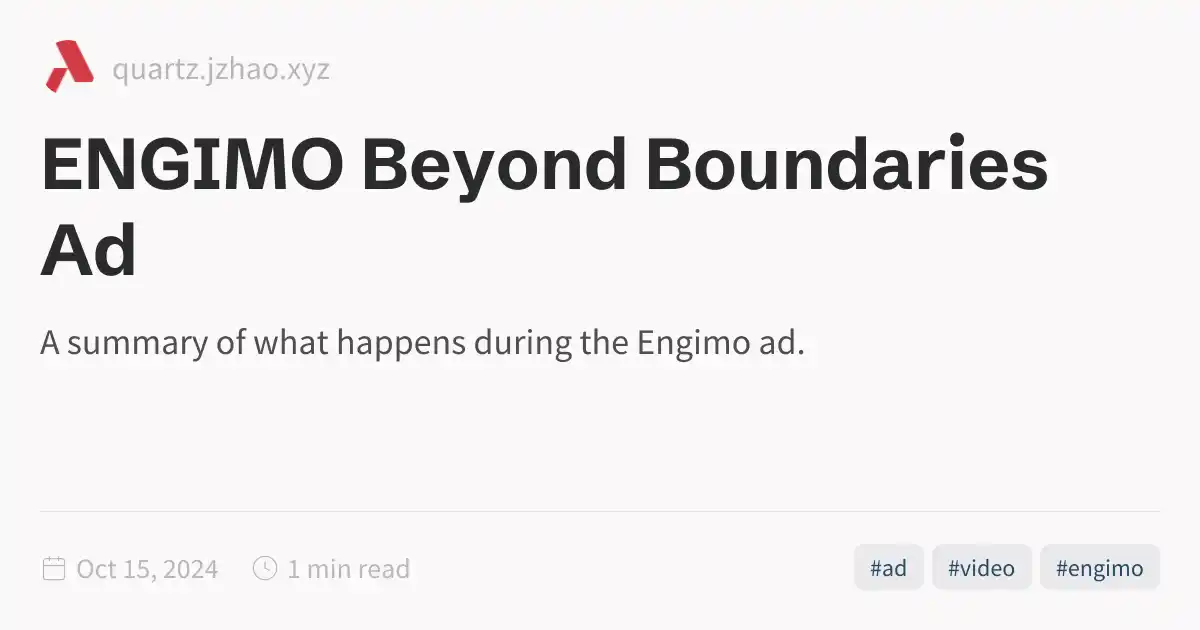 quartz.jzhao.xyz
ENGIMO Beyond Boundaries
Ad
A summary of what happens during the Engimo ad.
Oct 15, 2024 1 min read #ad #video #engimo